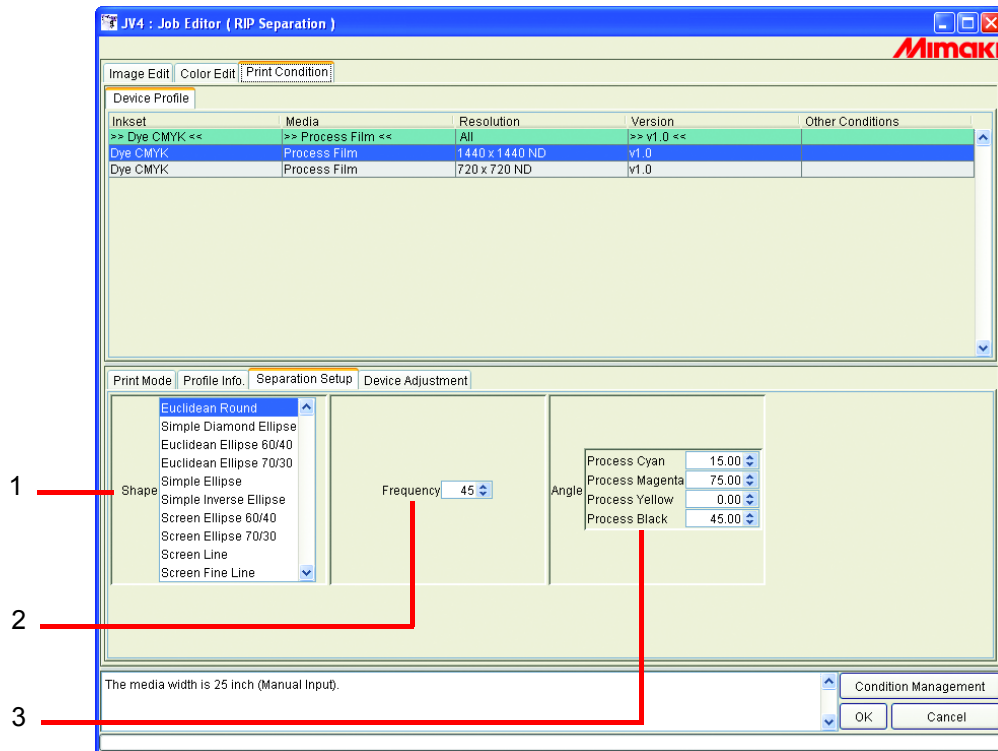 JV4 : Job Editor ( RIP Separation )
Mimaki
Image Edit Color Edit Print Condition
Device Profile
Inkset Media Resolution Version Other Conditions
>> Dye CMYK << >> Process Film << All >> v1.0 <<
Dye CMYK Process Film 1440 x 1440 ND v1.0
Dye CMYK Process Film 720 x 720 ND v1.0
Print Mode Profile Info. Separation Setup Device Adjustment
1
Shape
Euclidean Round
Simple Diamond Ellipse
Euclidean Ellipse 60/40
Euclidean Ellipse 70/30
Simple Ellipse
Simple Inverse Ellipse
Screen Ellipse 60/40
Screen Ellipse 70/30
Screen Line
Screen Fine Line
Frequency 45
Angle
Process Cyan 15.00
Process Magenta 75.00
Process Yellow 0.00
Process Black 45.00
2
The media width is 25 inch (Manual Input).
Condition Management
3
OK Cancel